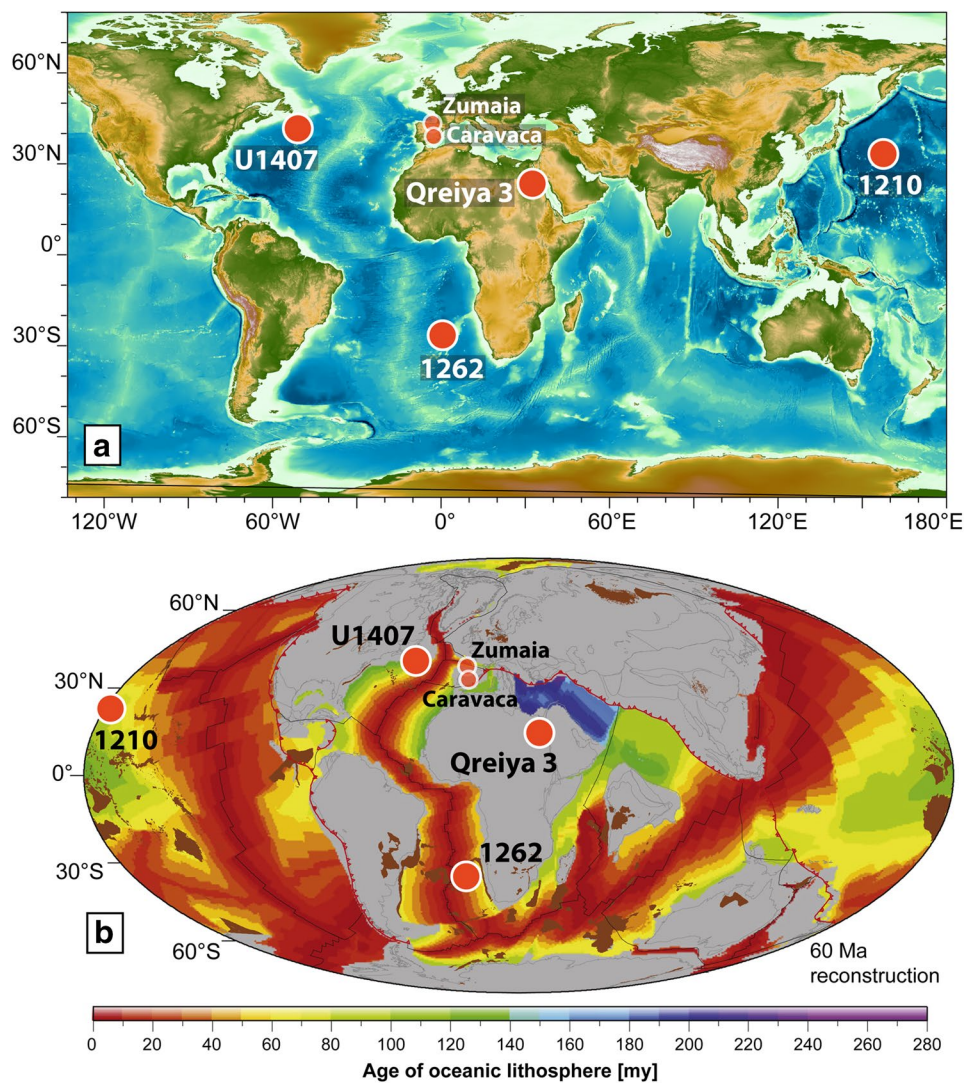 60°N
30°N
0°
30°S
60°S
Zumaia
Caravaca
U1407
Qreiya 3
1210
1262
a
120°W 60°W 0° 60°E 120°E 180°E
60°N
30°N
0°
30°S
60°S
U1407
Zumaia
Caravaca
1210
Qreiya 3
1262
b
60 Ma
reconstruction
0 20 40 60 80 100 120 140 160 180 200 220 240 260 280
Age of oceanic lithosphere [my]